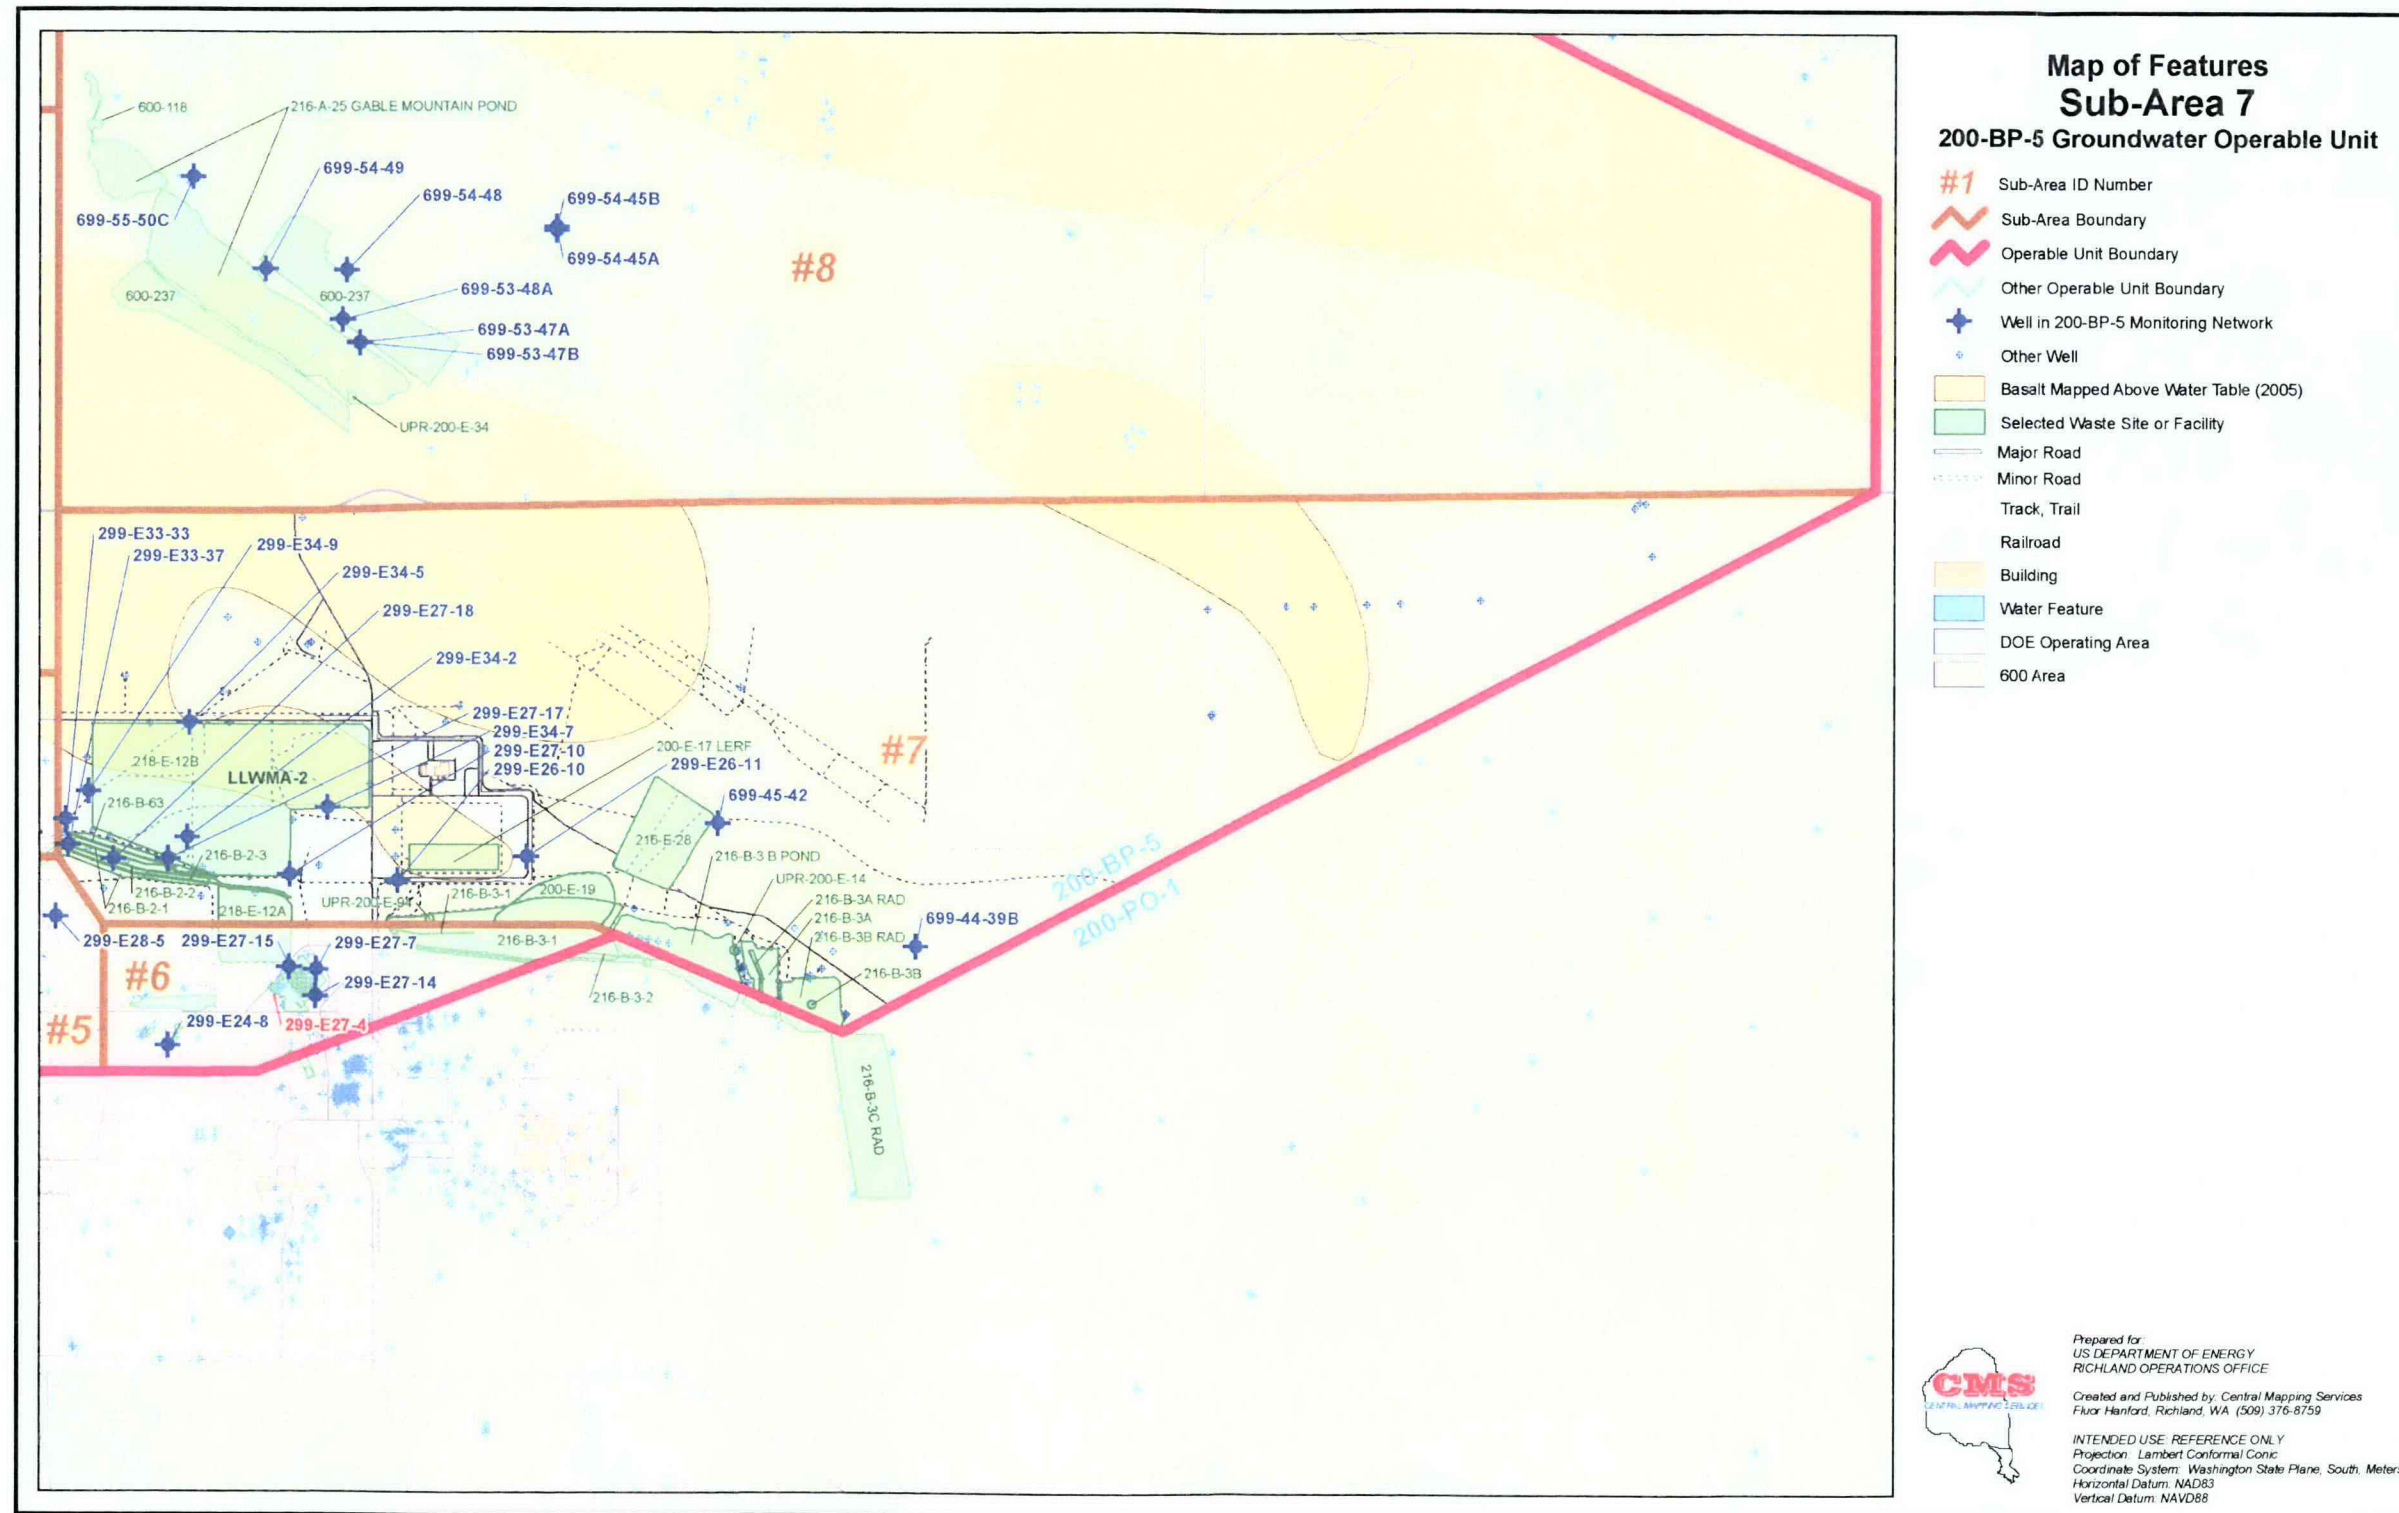 Map of Features
Sub-Area 7
200-BP-5 Groundwater Operable Unit
#1 Sub-Area ID Number
Sub-Area Boundary
Operable Unit Boundary
Other Operable Unit Boundary
Well in 200-BP-5 Monitoring Network
Other Well
Basalt Mapped Above Water Table (2005)
Selected Waste Site or Facility
Major Road
Minor Road
Track, Trail
Railroad
Building
Water Feature
DOE Operating Area
600 Area
600-118
216-A-25 GABLE MOUNTAIN POND
699-54-49
699-54-48
699-54-45B
699-55-50C
699-54-45A
#8
600-237
600-237
699-53-48A
699-53-47A
699-53-47B
UPR-200-E-34
299-E33-33
299-E33-37
299-E34-9
299-E34-5
299-E27-18
299-E34-2
299-E27-17
299-E34-7
299-E27-10
299-E26-10
200-E-17 LERF
299-E26-11
#7
218-E-12B
LLWMA-2
216-B-63
699-45-42
216-E-28
216-B-2-3
216-B-3 B POND
216-B-2-2
216-B-2-1
218-E-12A
UPR-200-E-94
216-B-3-1
200-E-19
UPR-200-E-14
216-B-3A RAD
216-B-3A
216-B-3B RAD
699-44-39B
200-BP-5
200-PO-1
299-E28-5
299-E27-15
299-E27-7
216-B-3-1
216-B-3B
#6
299-E27-14
216-B-3-2
#5
299-E24-8
299-E27-4
216-B-3C RAD
CMS
CENTRAL MAPPING SERVICES
Prepared for:
US DEPARTMENT OF ENERGY
RICHLAND OPERATIONS OFFICE
Created and Published by: Central Mapping Services
Fluor Hanford, Richland, WA (509) 376-8759
INTENDED USE: REFERENCE ONLY
Projection: Lambert Conformal Conic
Coordinate System: Washington State Plane, South, Meters
Horizontal Datum: NAD83
Vertical Datum: NAVD88